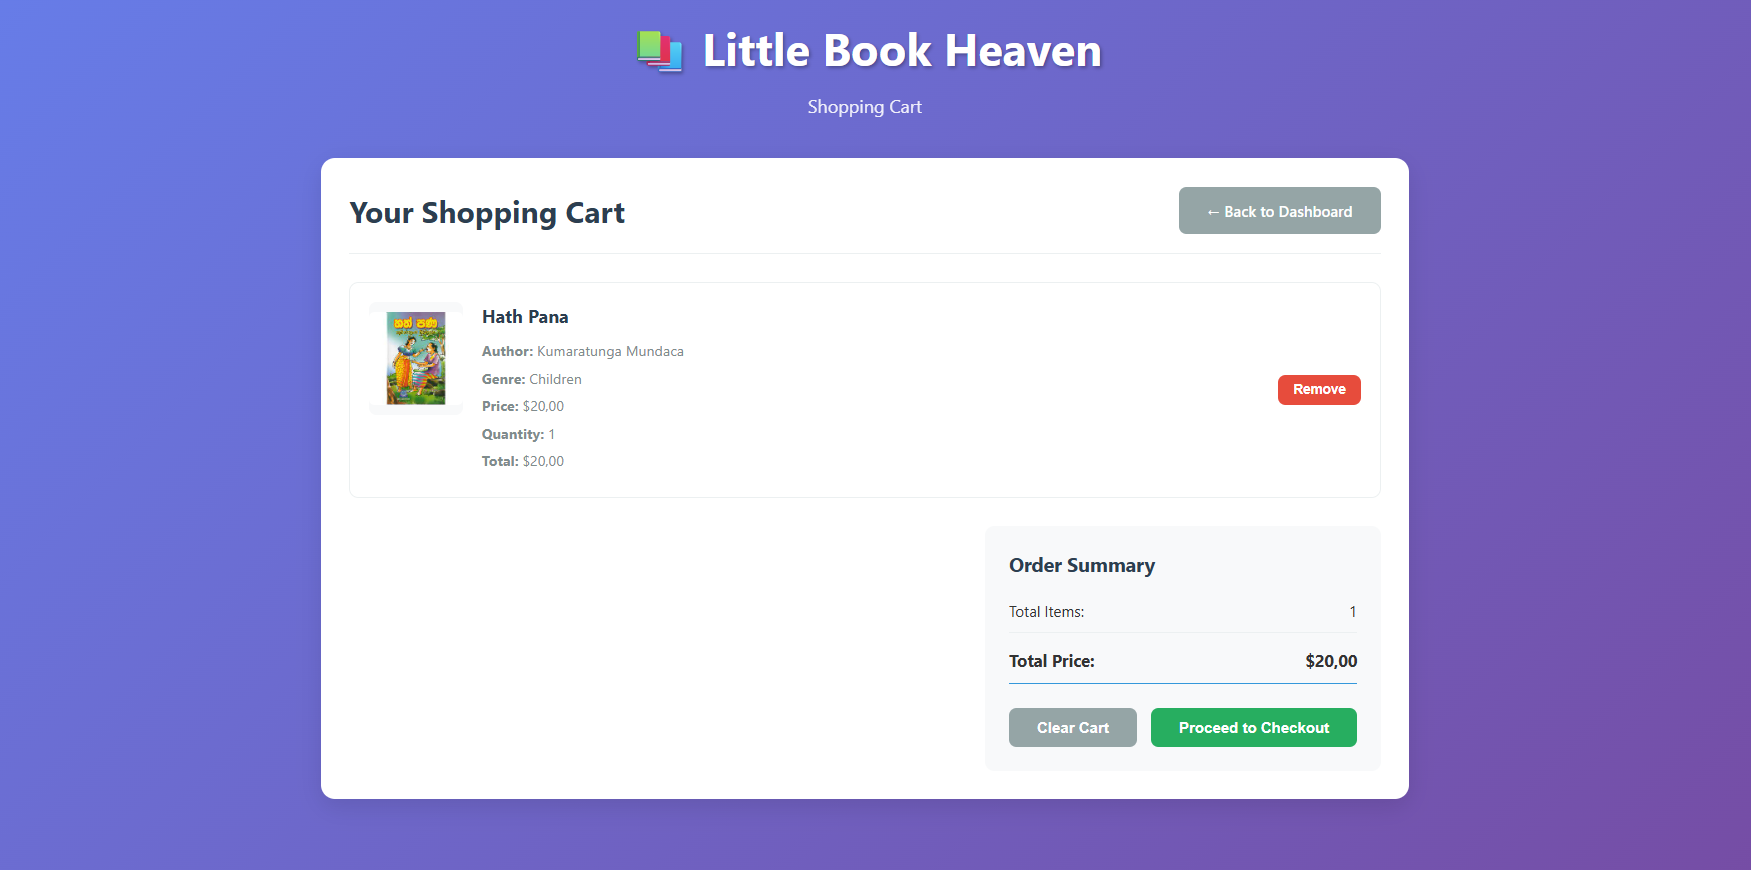 Little Book Heaven
Shopping Cart
Your Shopping Cart
← Back to Dashboard
හත් පණ
Hath Pana
Author: Kumaratunga Mundaca
Genre: Children
Price: $20,00
Quantity: 1
Total: $20,00
Remove
Order Summary
Total Items: 1
Total Price: $20,00
Clear Cart
Proceed to Checkout